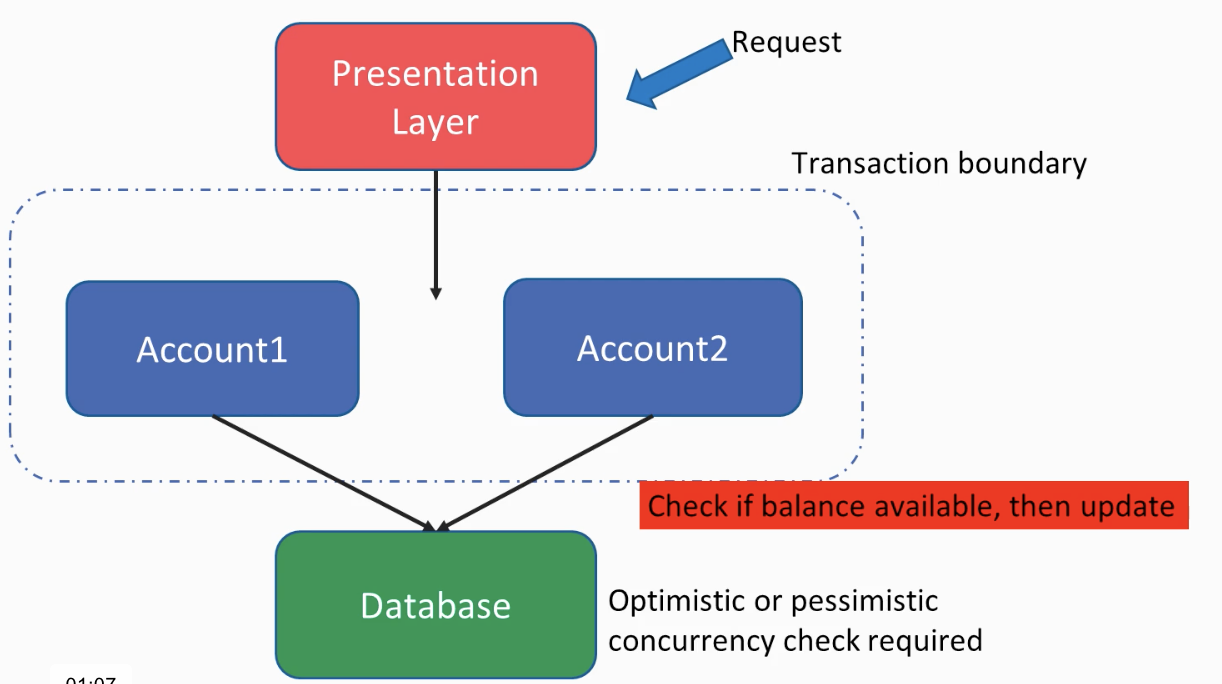 Request
Presentation
Layer
Transaction boundary
Account1
Account2
Check if balance available, then update
Database
Optimistic or pessimistic
concurrency check required
01:07